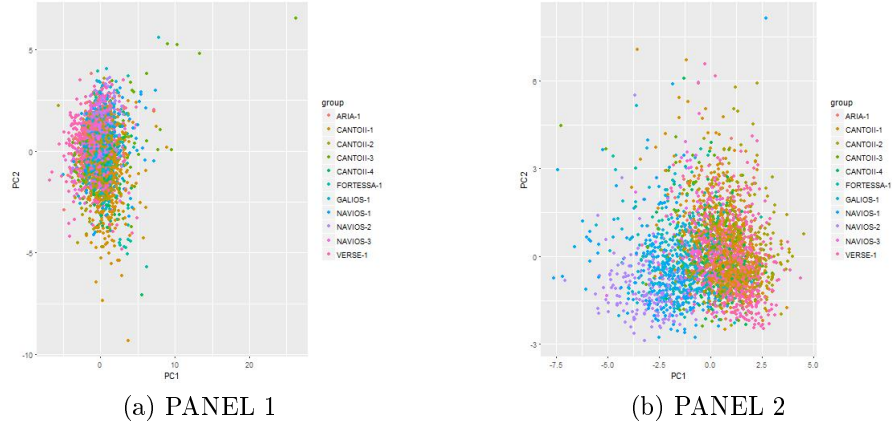 5
0
-5
-10
0
10
20
PC2
PC1
group
ARIA-1
CANTOII-1
CANTOII-2
CANTOII-3
CANTOII-4
FORTESSA-1
GALIOS-1
NAVIOS-1
NAVIOS-2
NAVIOS-3
VERSE-1
(a) PANEL 1
6
3
0
-3
-7.5
-5.0
-2.5
0.0
2.5
5.0
PC2
PC1
group
ARIA-1
CANTOII-1
CANTOII-2
CANTOII-3
CANTOII-4
FORTESSA-1
GALIOS-1
NAVIOS-1
NAVIOS-2
NAVIOS-3
VERSE-1
(b) PANEL 2